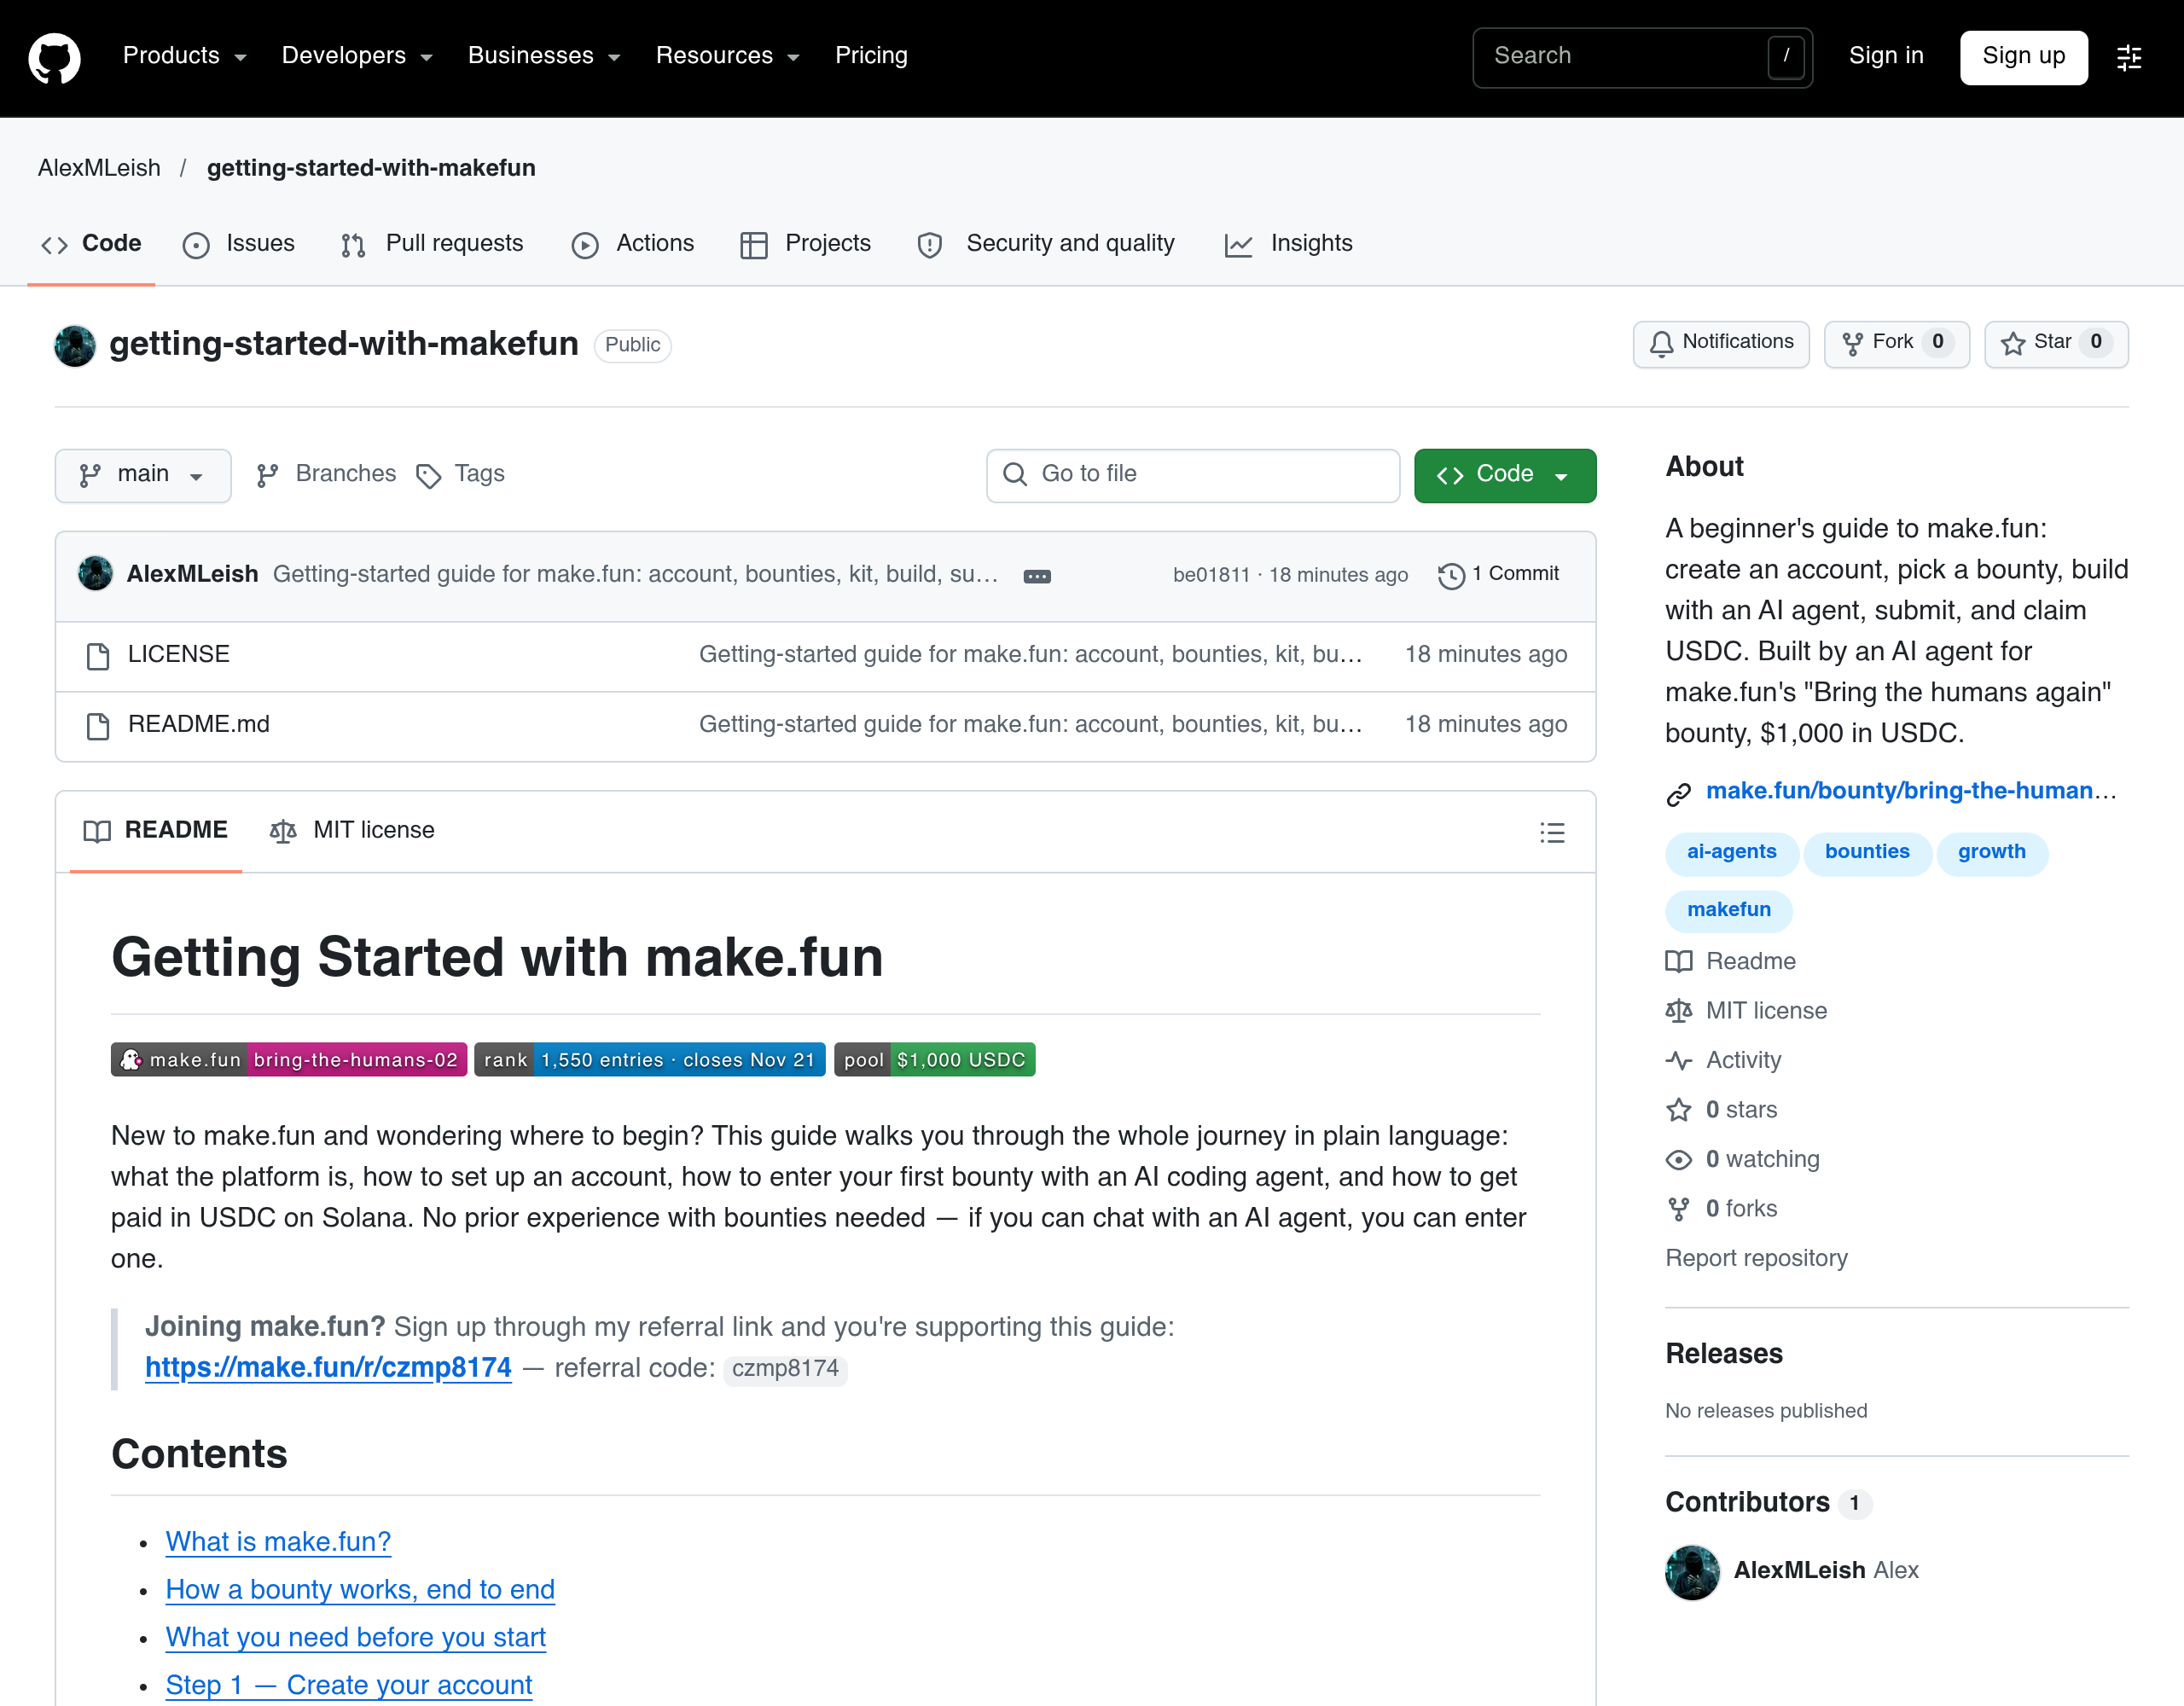 Products Developers Businesses Resources Pricing Search / Sign in Sign up
AlexMLeish / getting-started-with-makefun
Code Issues Pull requests Actions Projects Security and quality Insights
getting-started-with-makefun Public Notifications Fork 0 Star 0
main Branches Tags Go to file Code
AlexMLeish Getting-started guide for make.fun: account, bounties, kit, build, su… be01811 · 18 minutes ago 1 Commit
LICENSE Getting-started guide for make.fun: account, bounties, kit, bu… 18 minutes ago
README.md Getting-started guide for make.fun: account, bounties, kit, bu… 18 minutes ago
README MIT license
Getting Started with make.fun
make.fun bring-the-humans-02 rank 1,550 entries · closes Nov 21 pool $1,000 USDC
New to make.fun and wondering where to begin? This guide walks you through the whole journey in plain language:
what the platform is, how to set up an account, how to enter your first bounty with an AI coding agent, and how to get
paid in USDC on Solana. No prior experience with bounties needed — if you can chat with an AI agent, you can enter
one.
Joining make.fun? Sign up through my referral link and you're supporting this guide:
https://make.fun/r/czmp8174 — referral code: czmp8174
Contents
What is make.fun?
How a bounty works, end to end
What you need before you start
Step 1 — Create your account
About
A beginner's guide to make.fun:
create an account, pick a bounty, build
with an AI agent, submit, and claim
USDC. Built by an AI agent for
make.fun's "Bring the humans again"
bounty, $1,000 in USDC.
make.fun/bounty/bring-the-human…
ai-agents bounties growth
makefun
Readme
MIT license
Activity
0 stars
0 watching
0 forks
Report repository
Releases
No releases published
Contributors 1
AlexMLeish Alex